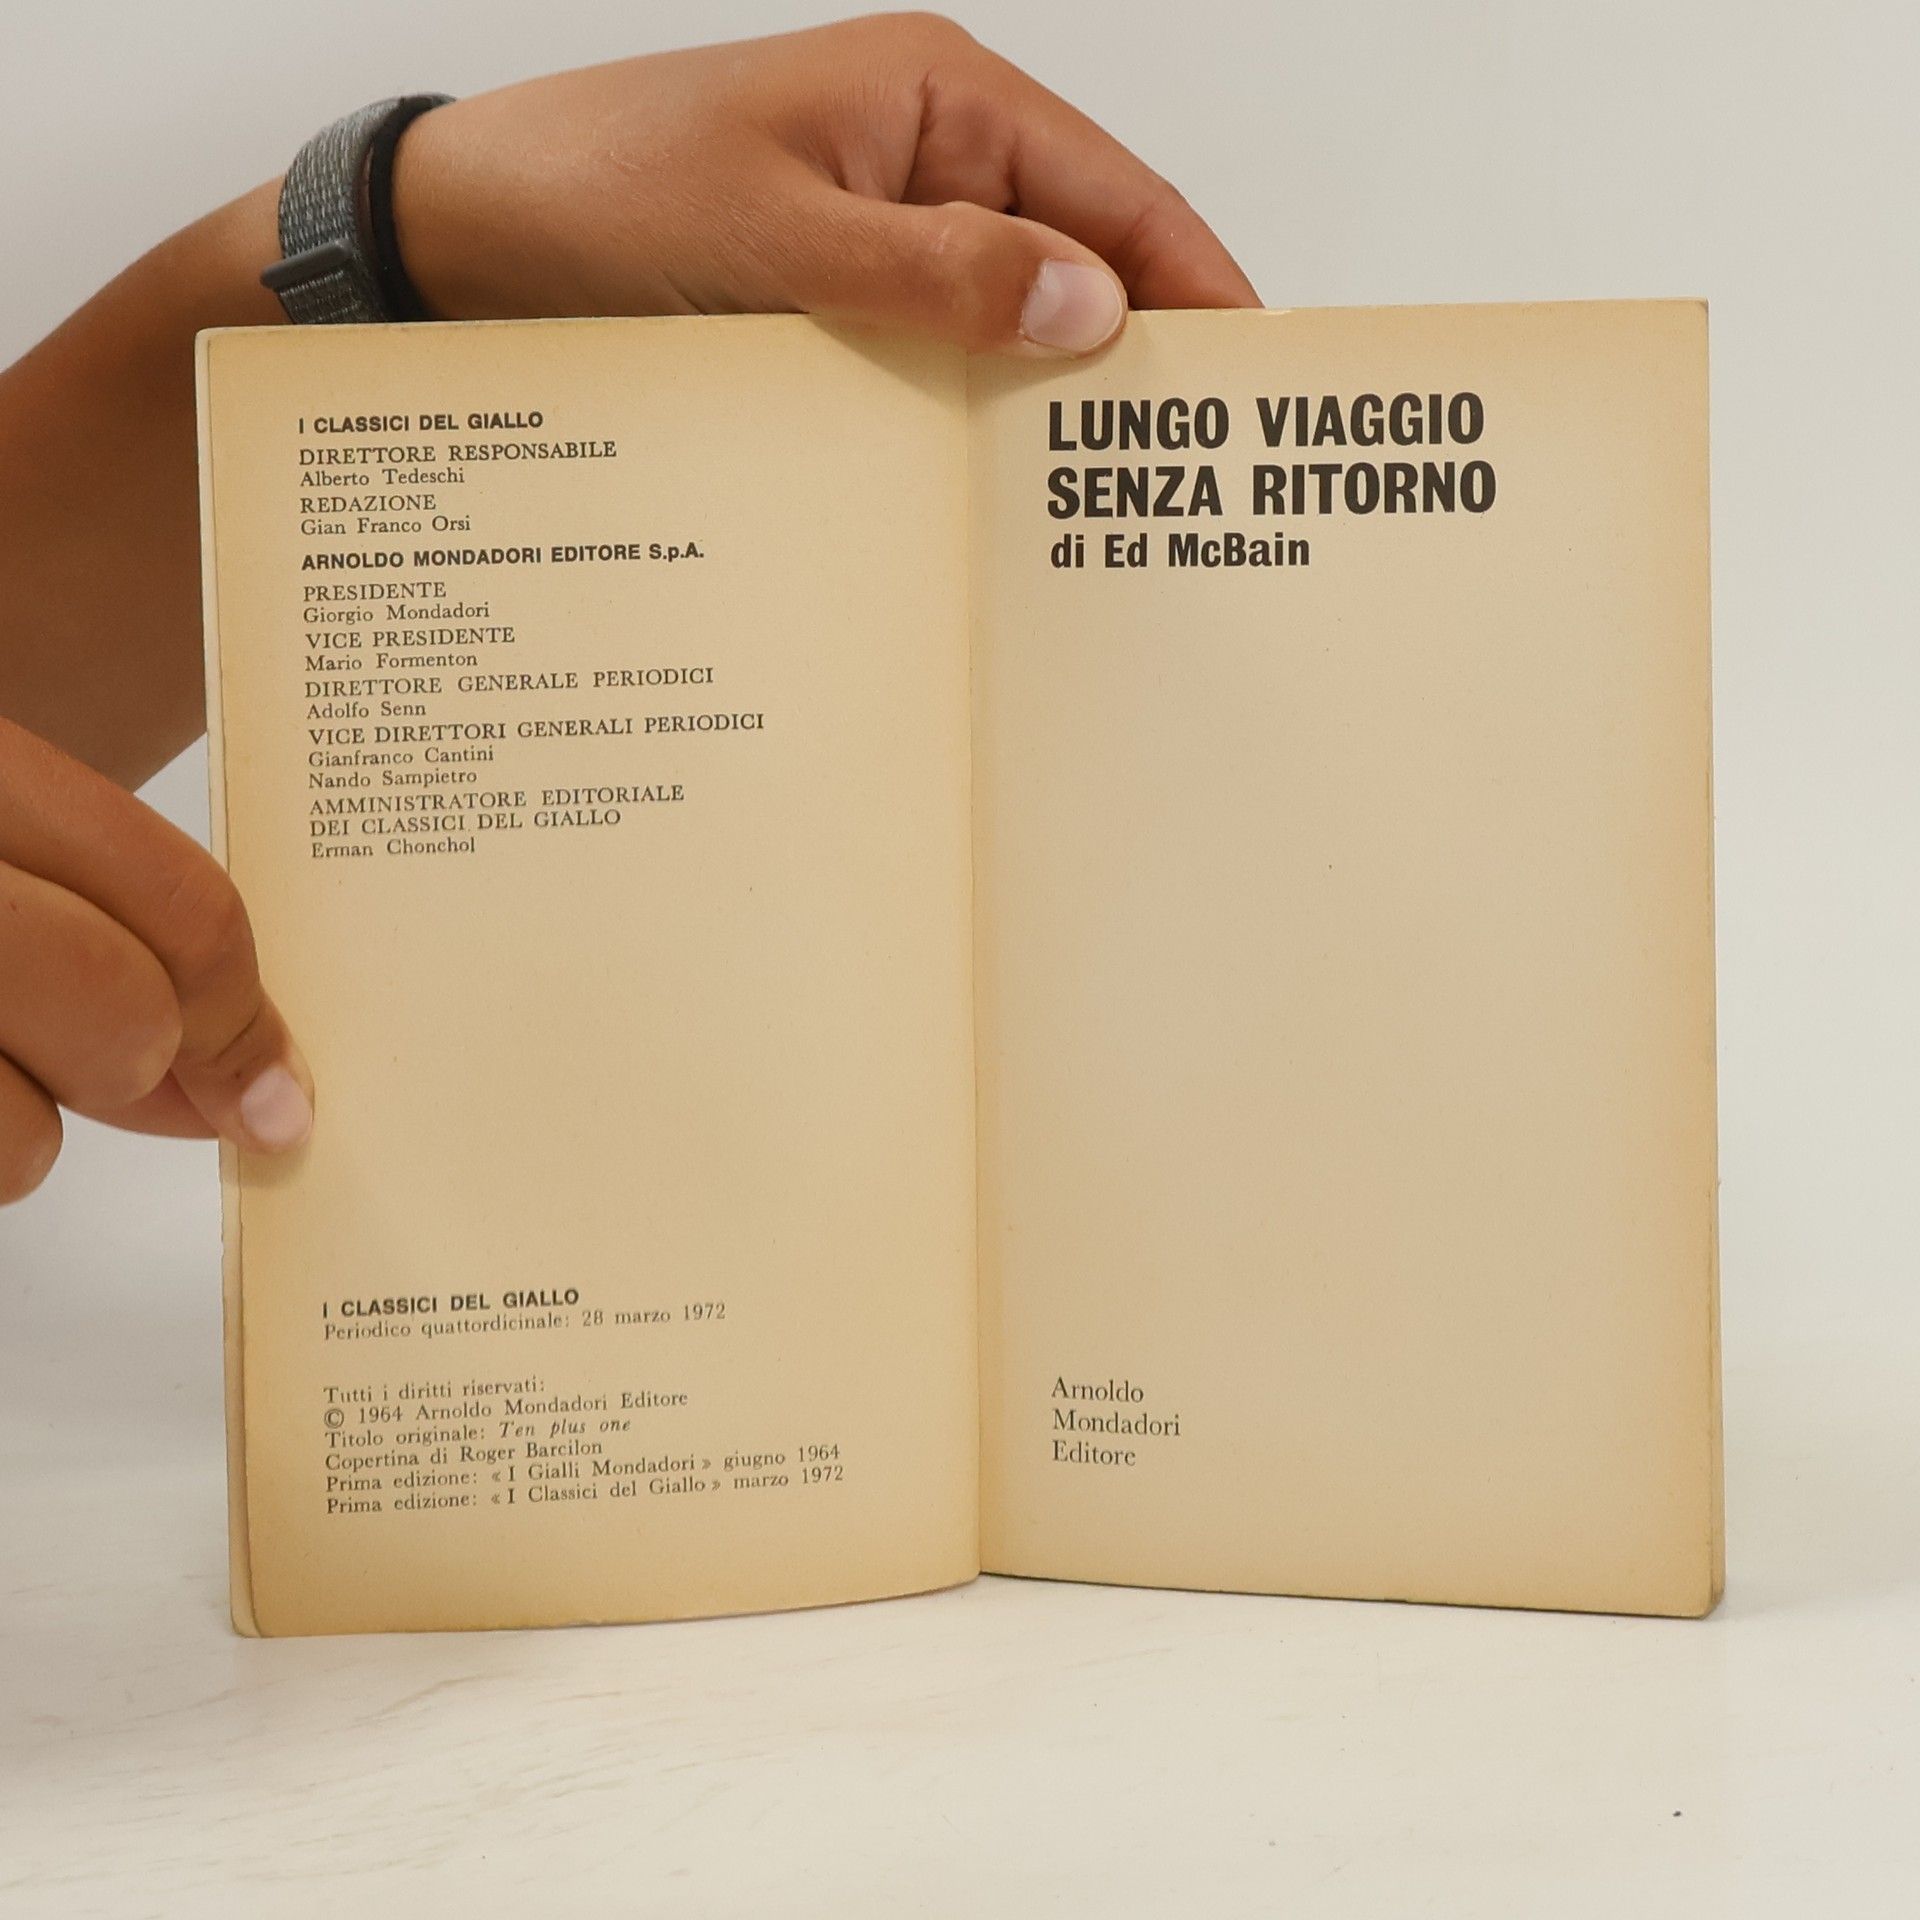 I CLASSICI DEL GIALLO
DIRETTORE RESPONSABILE
Alberto Tedeschi
REDAZIONE
Gian Franco Orsi
ARNOLDO MONDADORI EDITORE S.p.A.
PRESIDENTE
Giorgio Mondadori
VICE PRESIDENTE
Mario Formenton
DIRETTORE GENERALE PERIODICI
Adolfo Senn
VICE DIRETTORI GENERALI PERIODICI
Gianfranco Cantini
Nando Sampietro
AMMINISTRATORE EDITORIALE
DEI CLASSICI DEL GIALLO
Erman Chonchol
I CLASSICI DEL GIALLO
Periodico quattordicinale: 28 marzo 1972
Tutti i diritti riservati:
© 1964 Arnoldo Mondadori Editore
Titolo originale: Ten plus one
Copertina di Roger Barcilon
Prima edizione: « I Gialli Mondadori » giugno 1964
Prima edizione: « I Classici del Giallo » marzo 1972
LUNGO VIAGGIO
SENZA RITORNO
di Ed McBain
Arnoldo
Mondadori
Editore